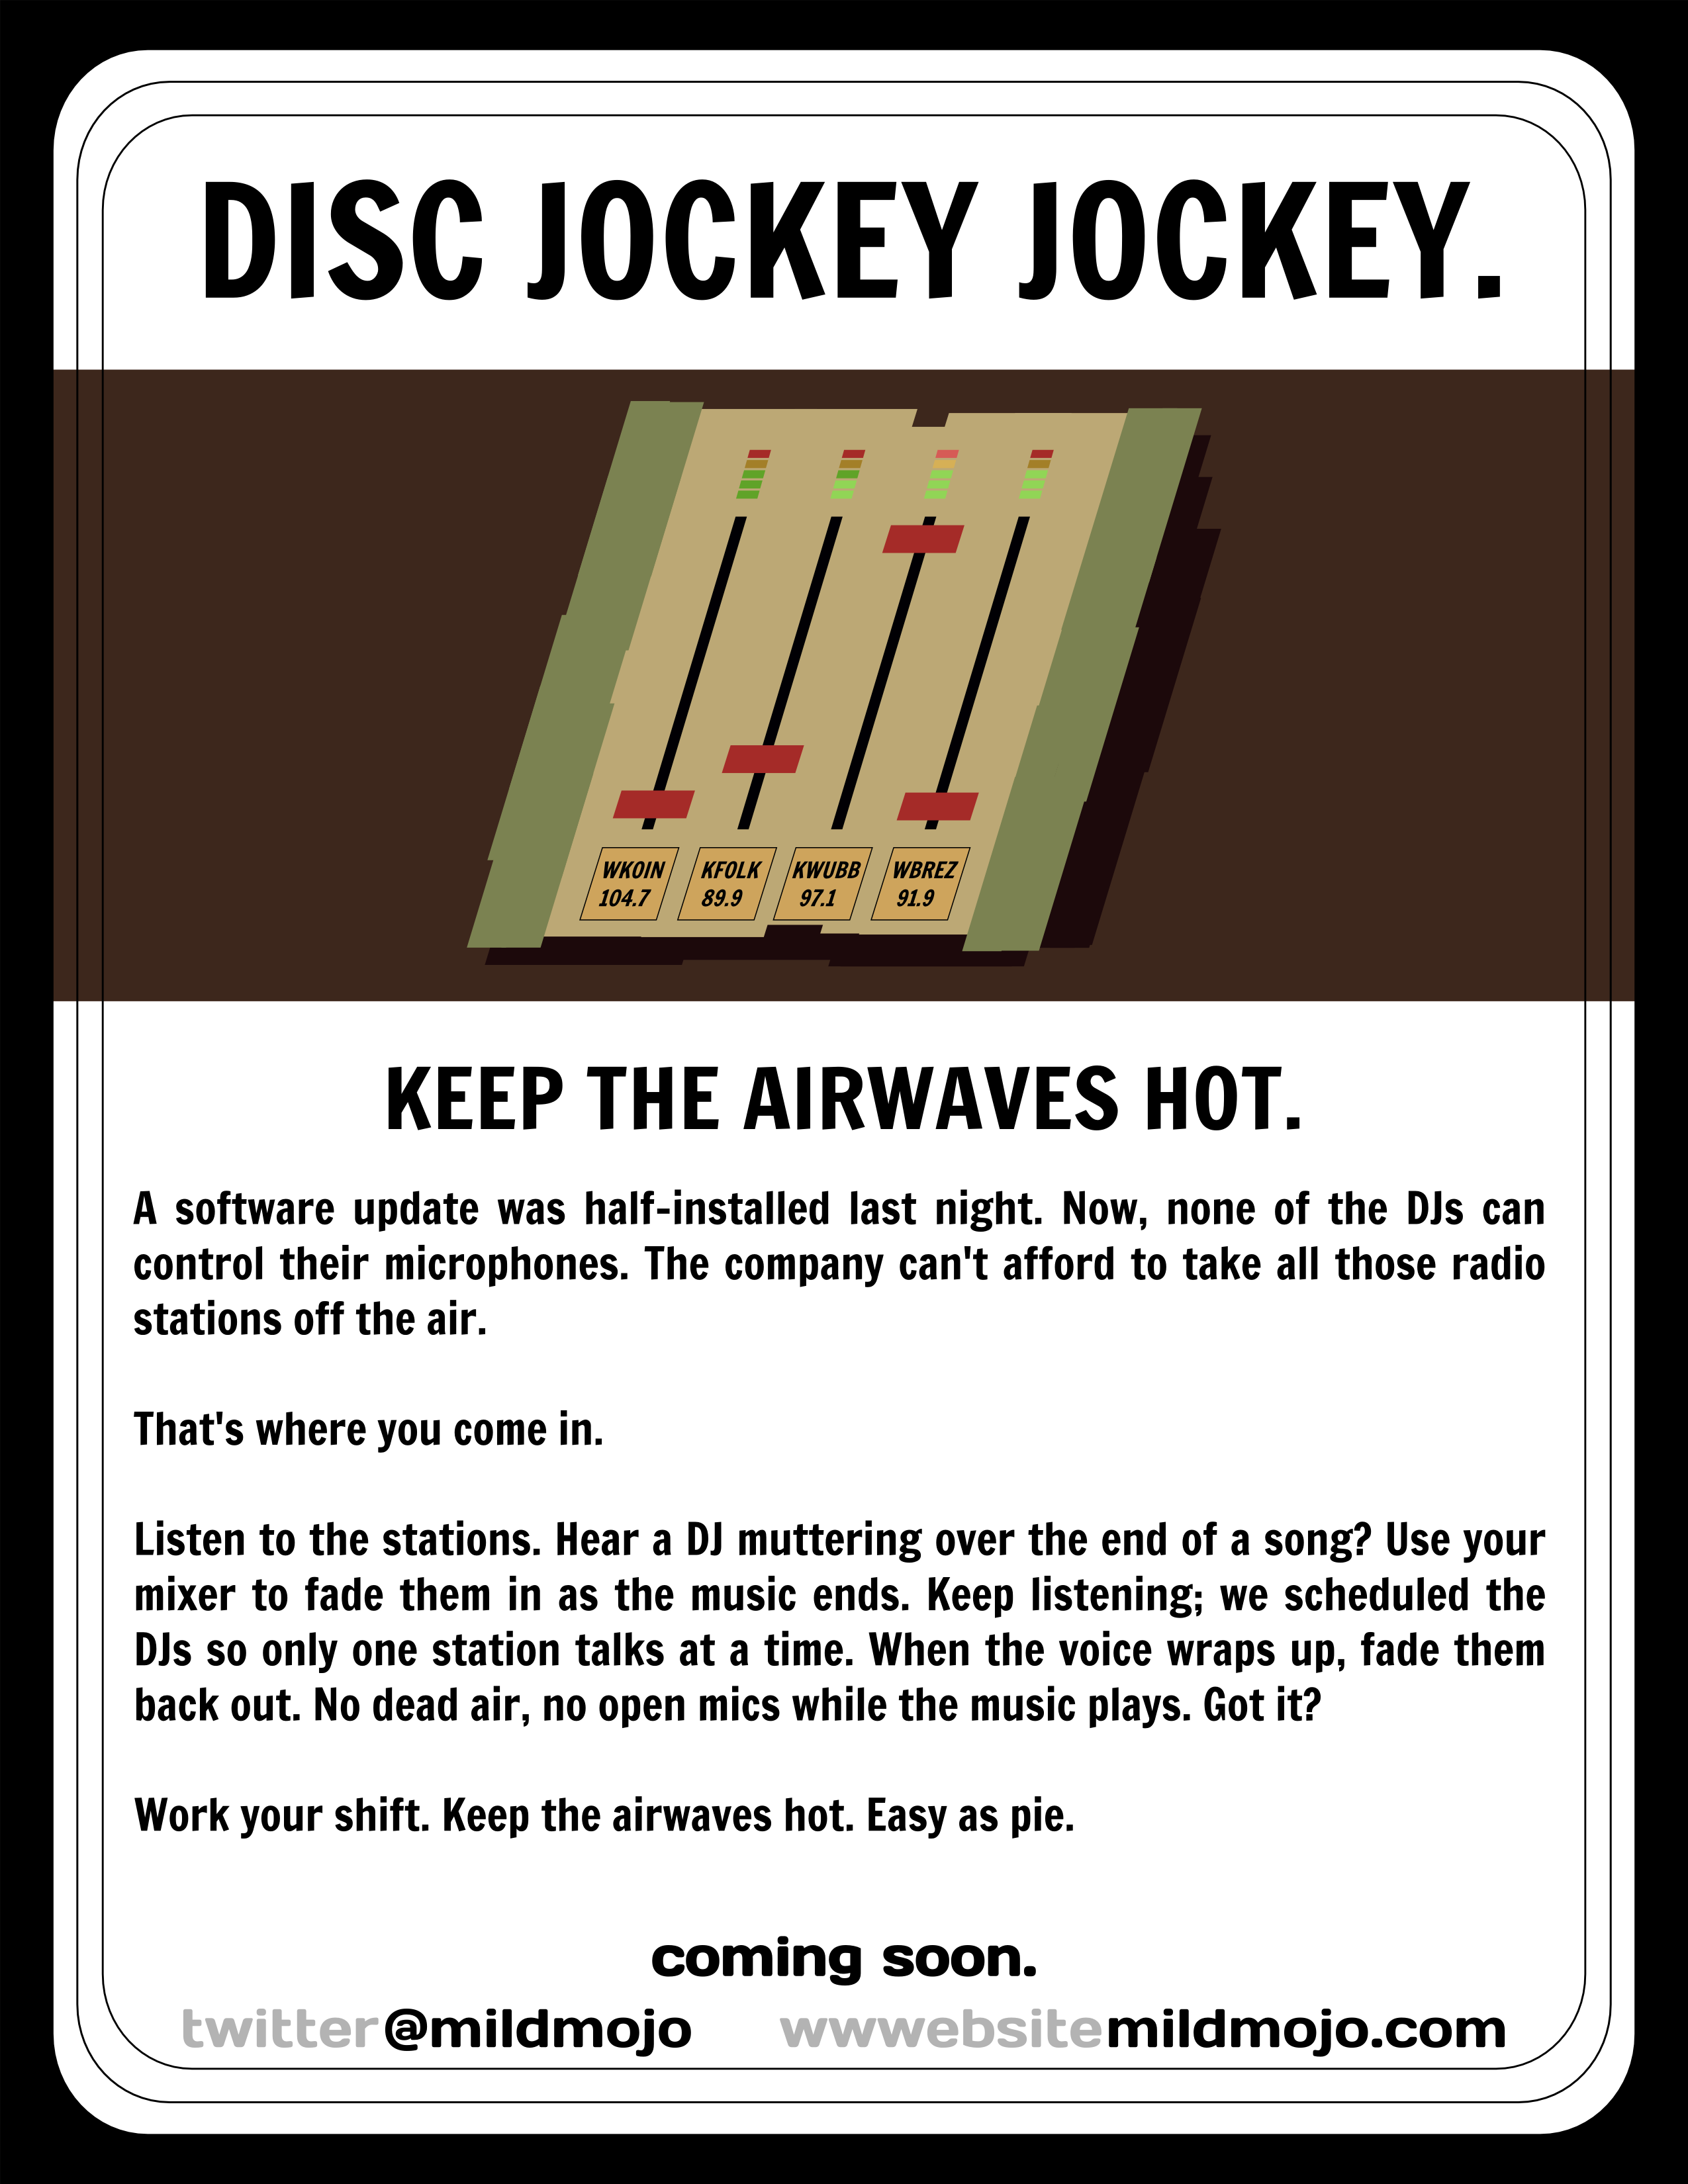 DISC JOCKEY JOCKEY.
WKOIN KFOLK KWUBB WBREZ
104.7 89.9 97.1 91.9
KEEP THE AIRWAVES HOT.
A software update was half-installed last night. Now, none of the DJs can
control their microphones. The company can't afford to take all those radio
stations off the air.
That's where you come in.
Listen to the stations. Hear a DJ muttering over the end of a song? Use your
mixer to fade them in as the music ends. Keep listening; we scheduled the
DJs so only one station talks at a time. When the voice wraps up, fade them
back out. No dead air, no open mics while the music plays. Got it?
Work your shift. Keep the airwaves hot. Easy as pie.
coming soon.
twitter@mildmojo wwwebsitemildmojo.com